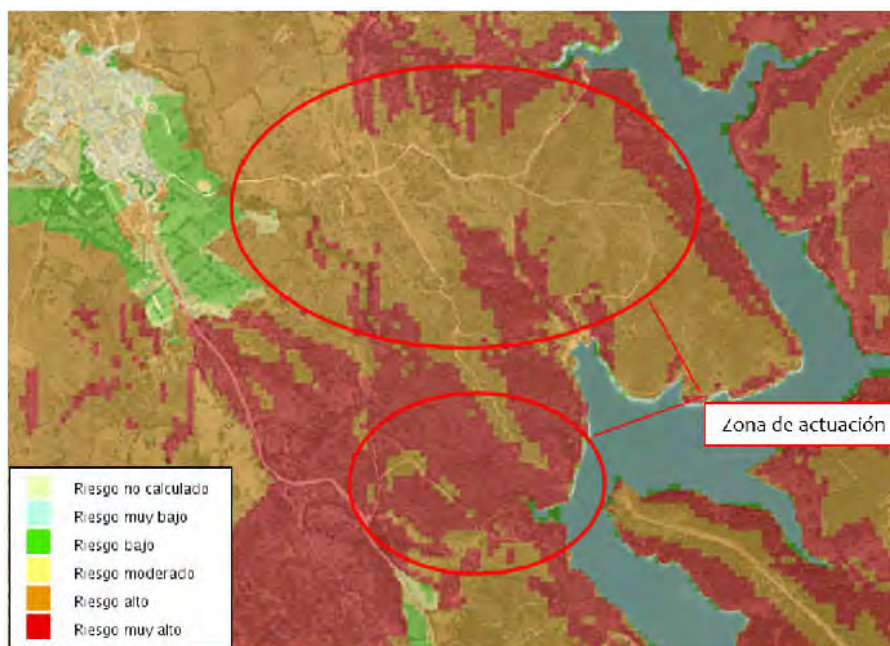 Zona de actuación
Riesgo no calculado
Riesgo muy bajo
Riesgo bajo
Riesgo moderado
Riesgo alto
Riesgo muy alto